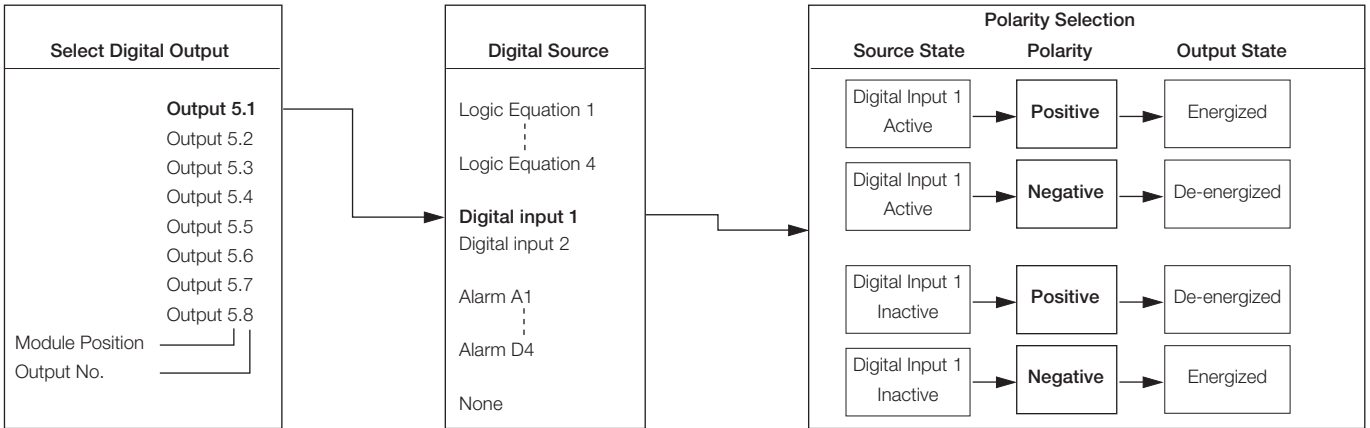 Select Digital Output
Output 5.1
Output 5.2
Output 5.3
Output 5.4
Output 5.5
Output 5.6
Output 5.7
Output 5.8
Module Position
Output No.
Digital Source
Logic Equation 1
Logic Equation 4
Digital input 1
Digital input 2
Alarm A1
Alarm D4
None
Polarity Selection
Source State Polarity Output State
Digital Input 1
Active
Positive
Energized
Digital Input 1
Active
Negative
De-energized
Digital Input 1
Inactive
Positive
De-energized
Digital Input 1
Inactive
Negative
Energized